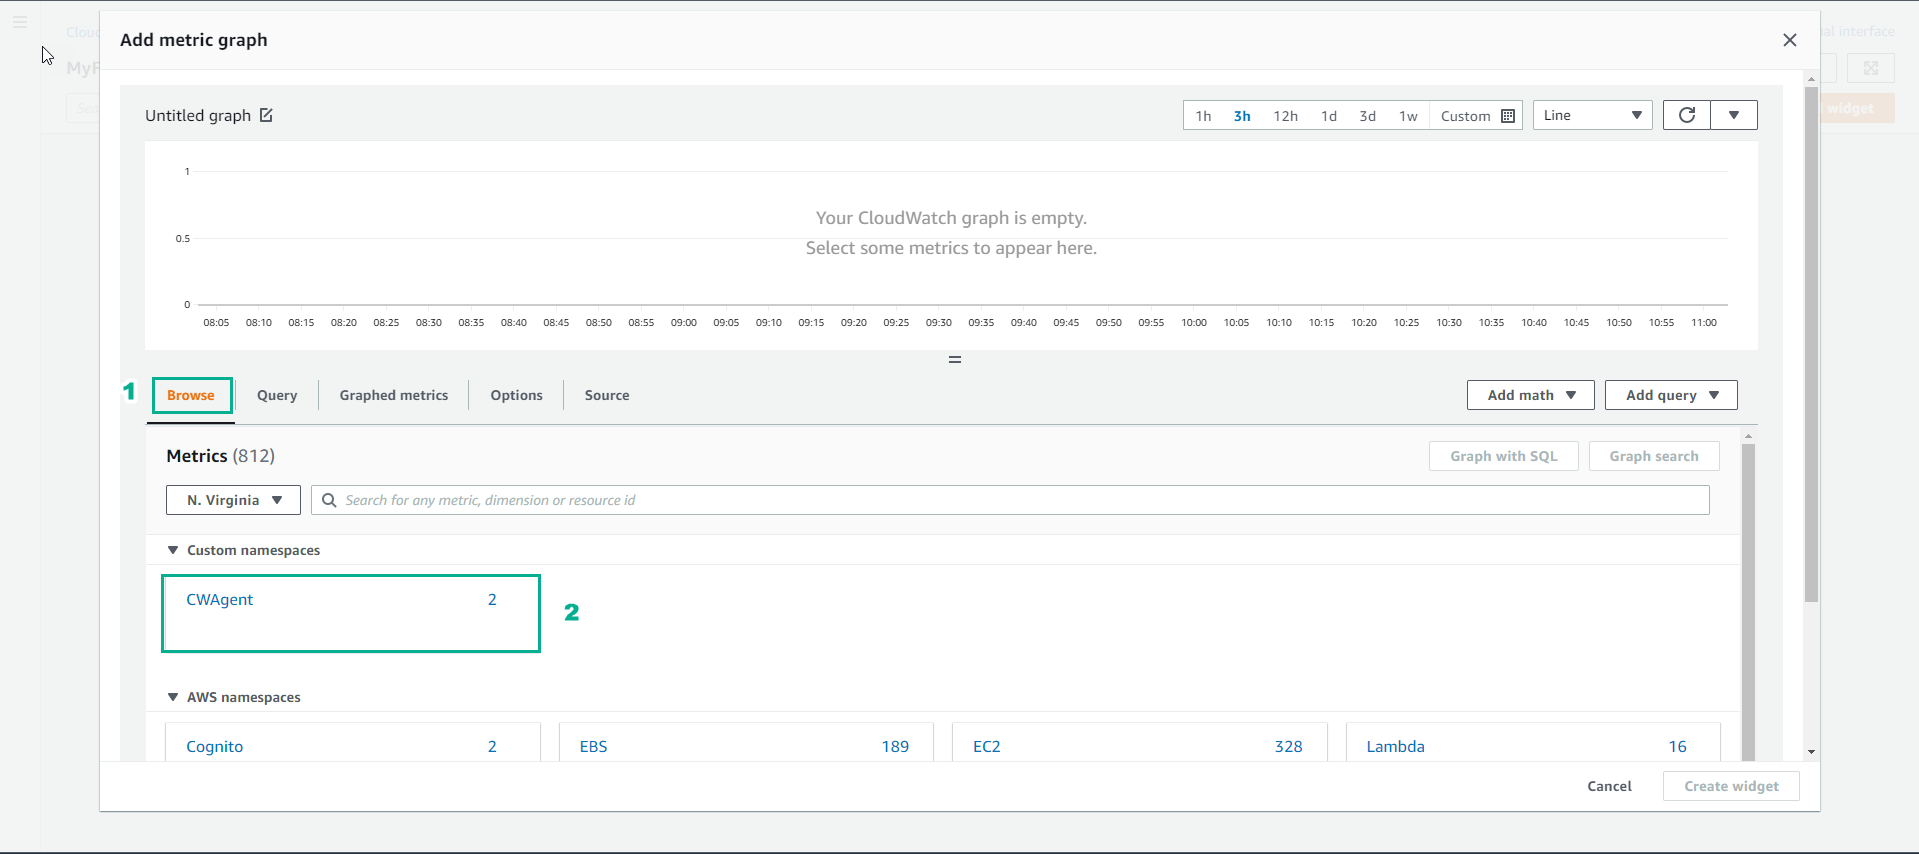 Add metric graph
Cloud
al interface
MyF
Sea
widget
Untitled graph
1h 3h 12h 1d 3d 1w Custom Line
1
Your CloudWatch graph is empty.
0.5
Select some metrics to appear here.
0
08:05 08:10 08:15 08:20 08:25 08:30 08:35 08:40 08:45 08:50 08:55 09:00 09:05 09:10 09:15 09:20 09:25 09:30 09:35 09:40 09:45 09:50 09:55 10:00 10:05 10:10 10:15 10:20 10:25 10:30 10:35 10:40 10:45 10:50 10:55 11:00
1 Browse Query Graphed metrics Options Source Add math Add query
Metrics (812) Graph with SQL Graph search
N. Virginia Search for any metric, dimension or resource id
Custom namespaces
CWAgent 2
2
AWS namespaces
Cognito 2 EBS 189 EC2 328 Lambda 16
Cancel Create widget